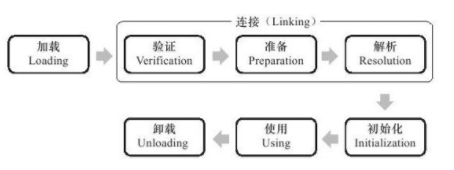 连接（Linking）
加载
Loading
验证
Verification
准备
Preparation
解析
Resolution
初始化
Initialization
使用
Using
卸载
Unloading